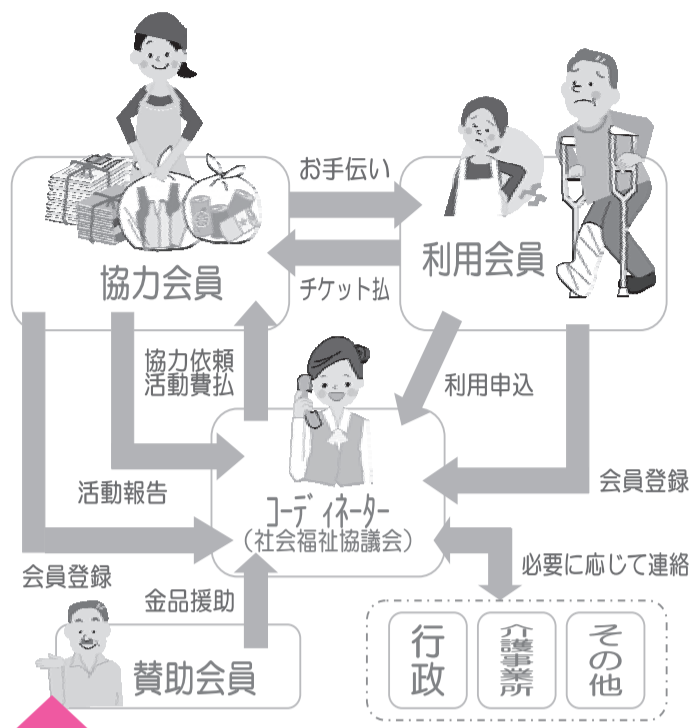 お手伝い
協力会員
利用会員
チケット払
協力依頼
活動費払
利用申込
活動報告
会員登録
コーディネーター
(社会福祉協議会)
会員登録
金品援助
必要に応じて連絡
賛助会員
行政
介護事業所
その他